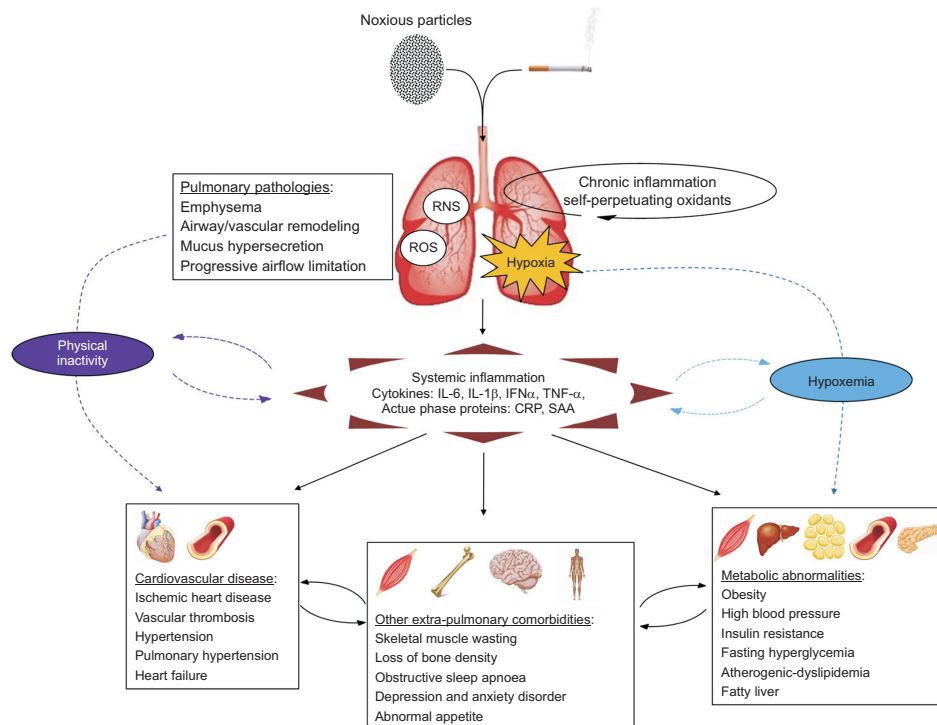 Noxious particles
Pulmonary pathologies:
Emphysema
Airway/vascular remodeling
Mucus hypersecretion
Progressive airflow limitation
RNS
ROS
Hypoxia
Chronic inflammation
self-perpetuating oxidants
Physical
inactivity
Systemic inflammation
Cytokines: IL-6, IL-1β, IFNα, TNF-α,
Actue phase proteins: CRP, SAA
Hypoxemia
Cardiovascular disease:
Ischemic heart disease
Vascular thrombosis
Hypertension
Pulmonary hypertension
Heart failure
Other extra-pulmonary comorbidities:
Skeletal muscle wasting
Loss of bone density
Obstructive sleep apnoea
Depression and anxiety disorder
Abnormal appetite
Metabolic abnormalities:
Obesity
High blood pressure
Insulin resistance
Fasting hyperglycemia
Atherogenic-dyslipidemia
Fatty liver